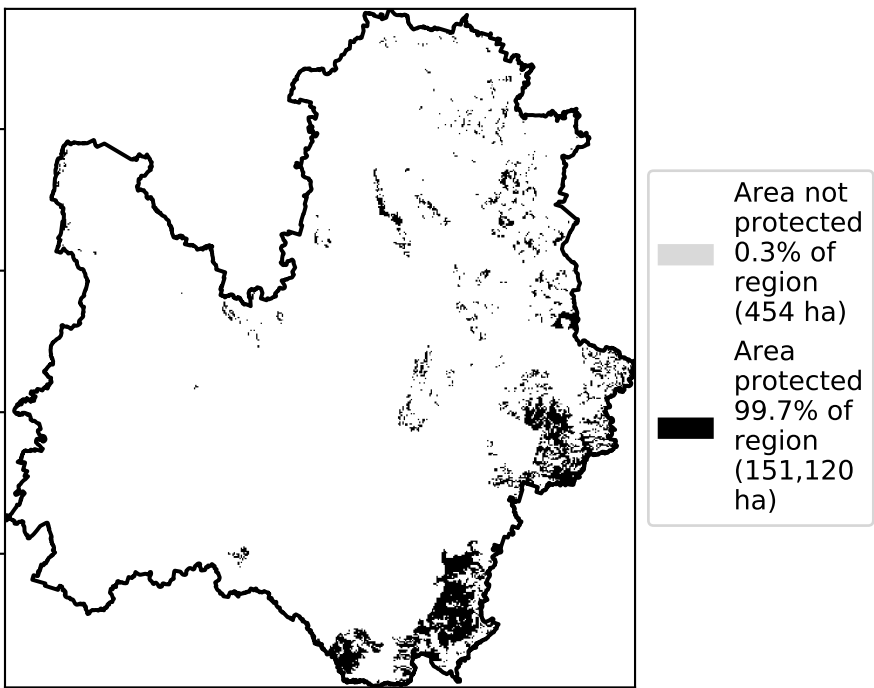 Area not
protected
0.3% of
region
(454 ha)
Area
protected
99.7% of
region
(151,120
ha)